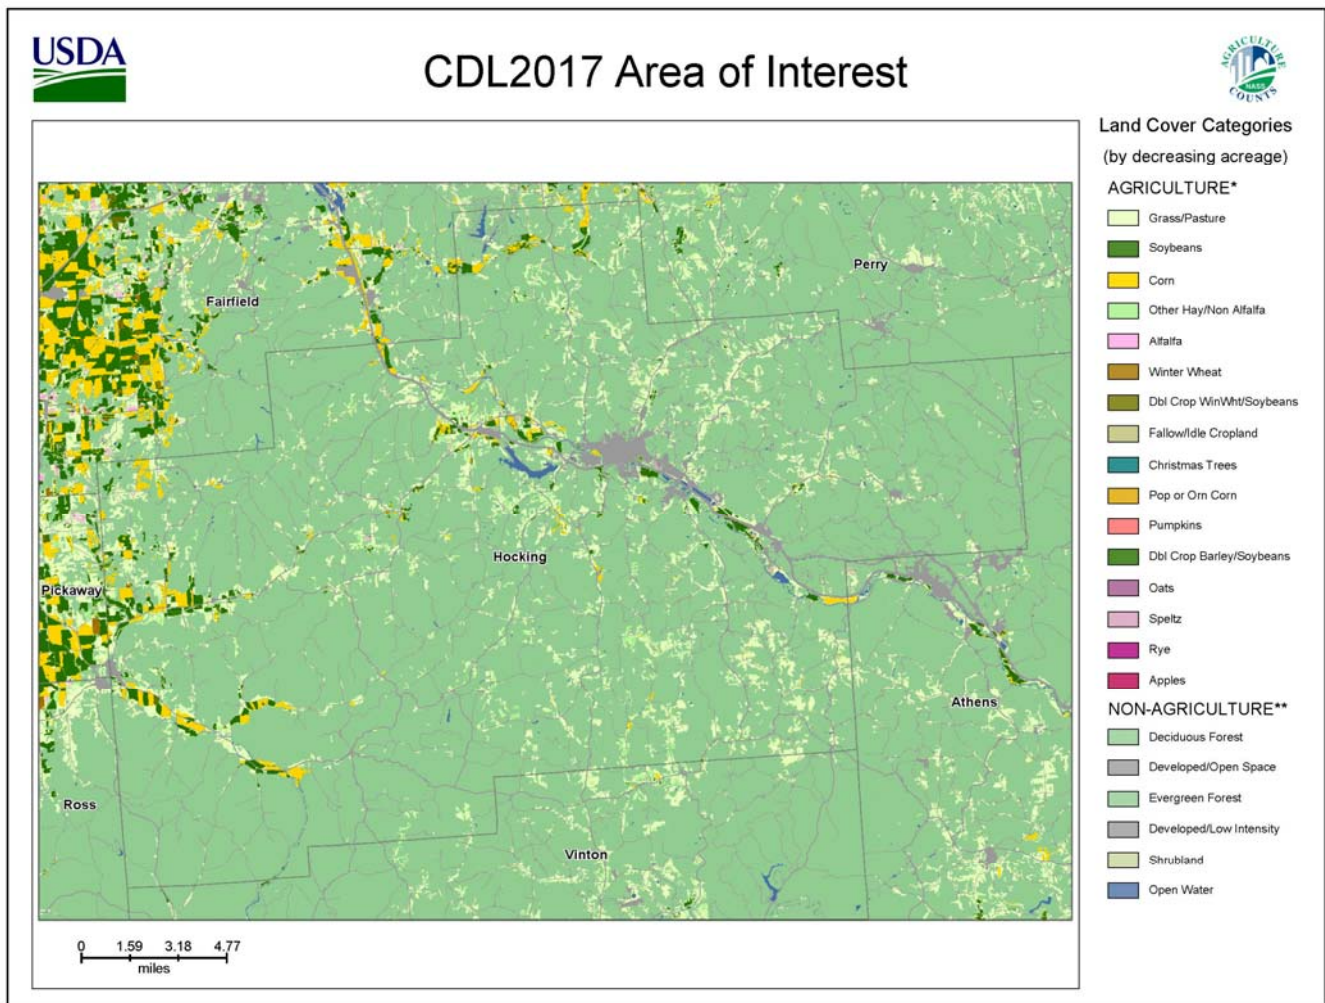 USDA
CDL2017 Area of Interest
AGRICULTURE
NASS
COUNTS
Land Cover Categories
(by decreasing acreage)
AGRICULTURE*
Grass/Pasture
Soybeans
Corn
Other Hay/Non Alfalfa
Alfalfa
Winter Wheat
Dbl Crop WinWht/Soybeans
Fallow/Idle Cropland
Christmas Trees
Pop or Orn Corn
Pumpkins
Dbl Crop Barley/Soybeans
Oats
Speltz
Rye
Apples
NON-AGRICULTURE**
Deciduous Forest
Developed/Open Space
Evergreen Forest
Developed/Low Intensity
Shrubland
Open Water
Perry
Fairfield
Hocking
Pickaway
Athens
Ross
Vinton
0 1.59 3.18 4.77
miles